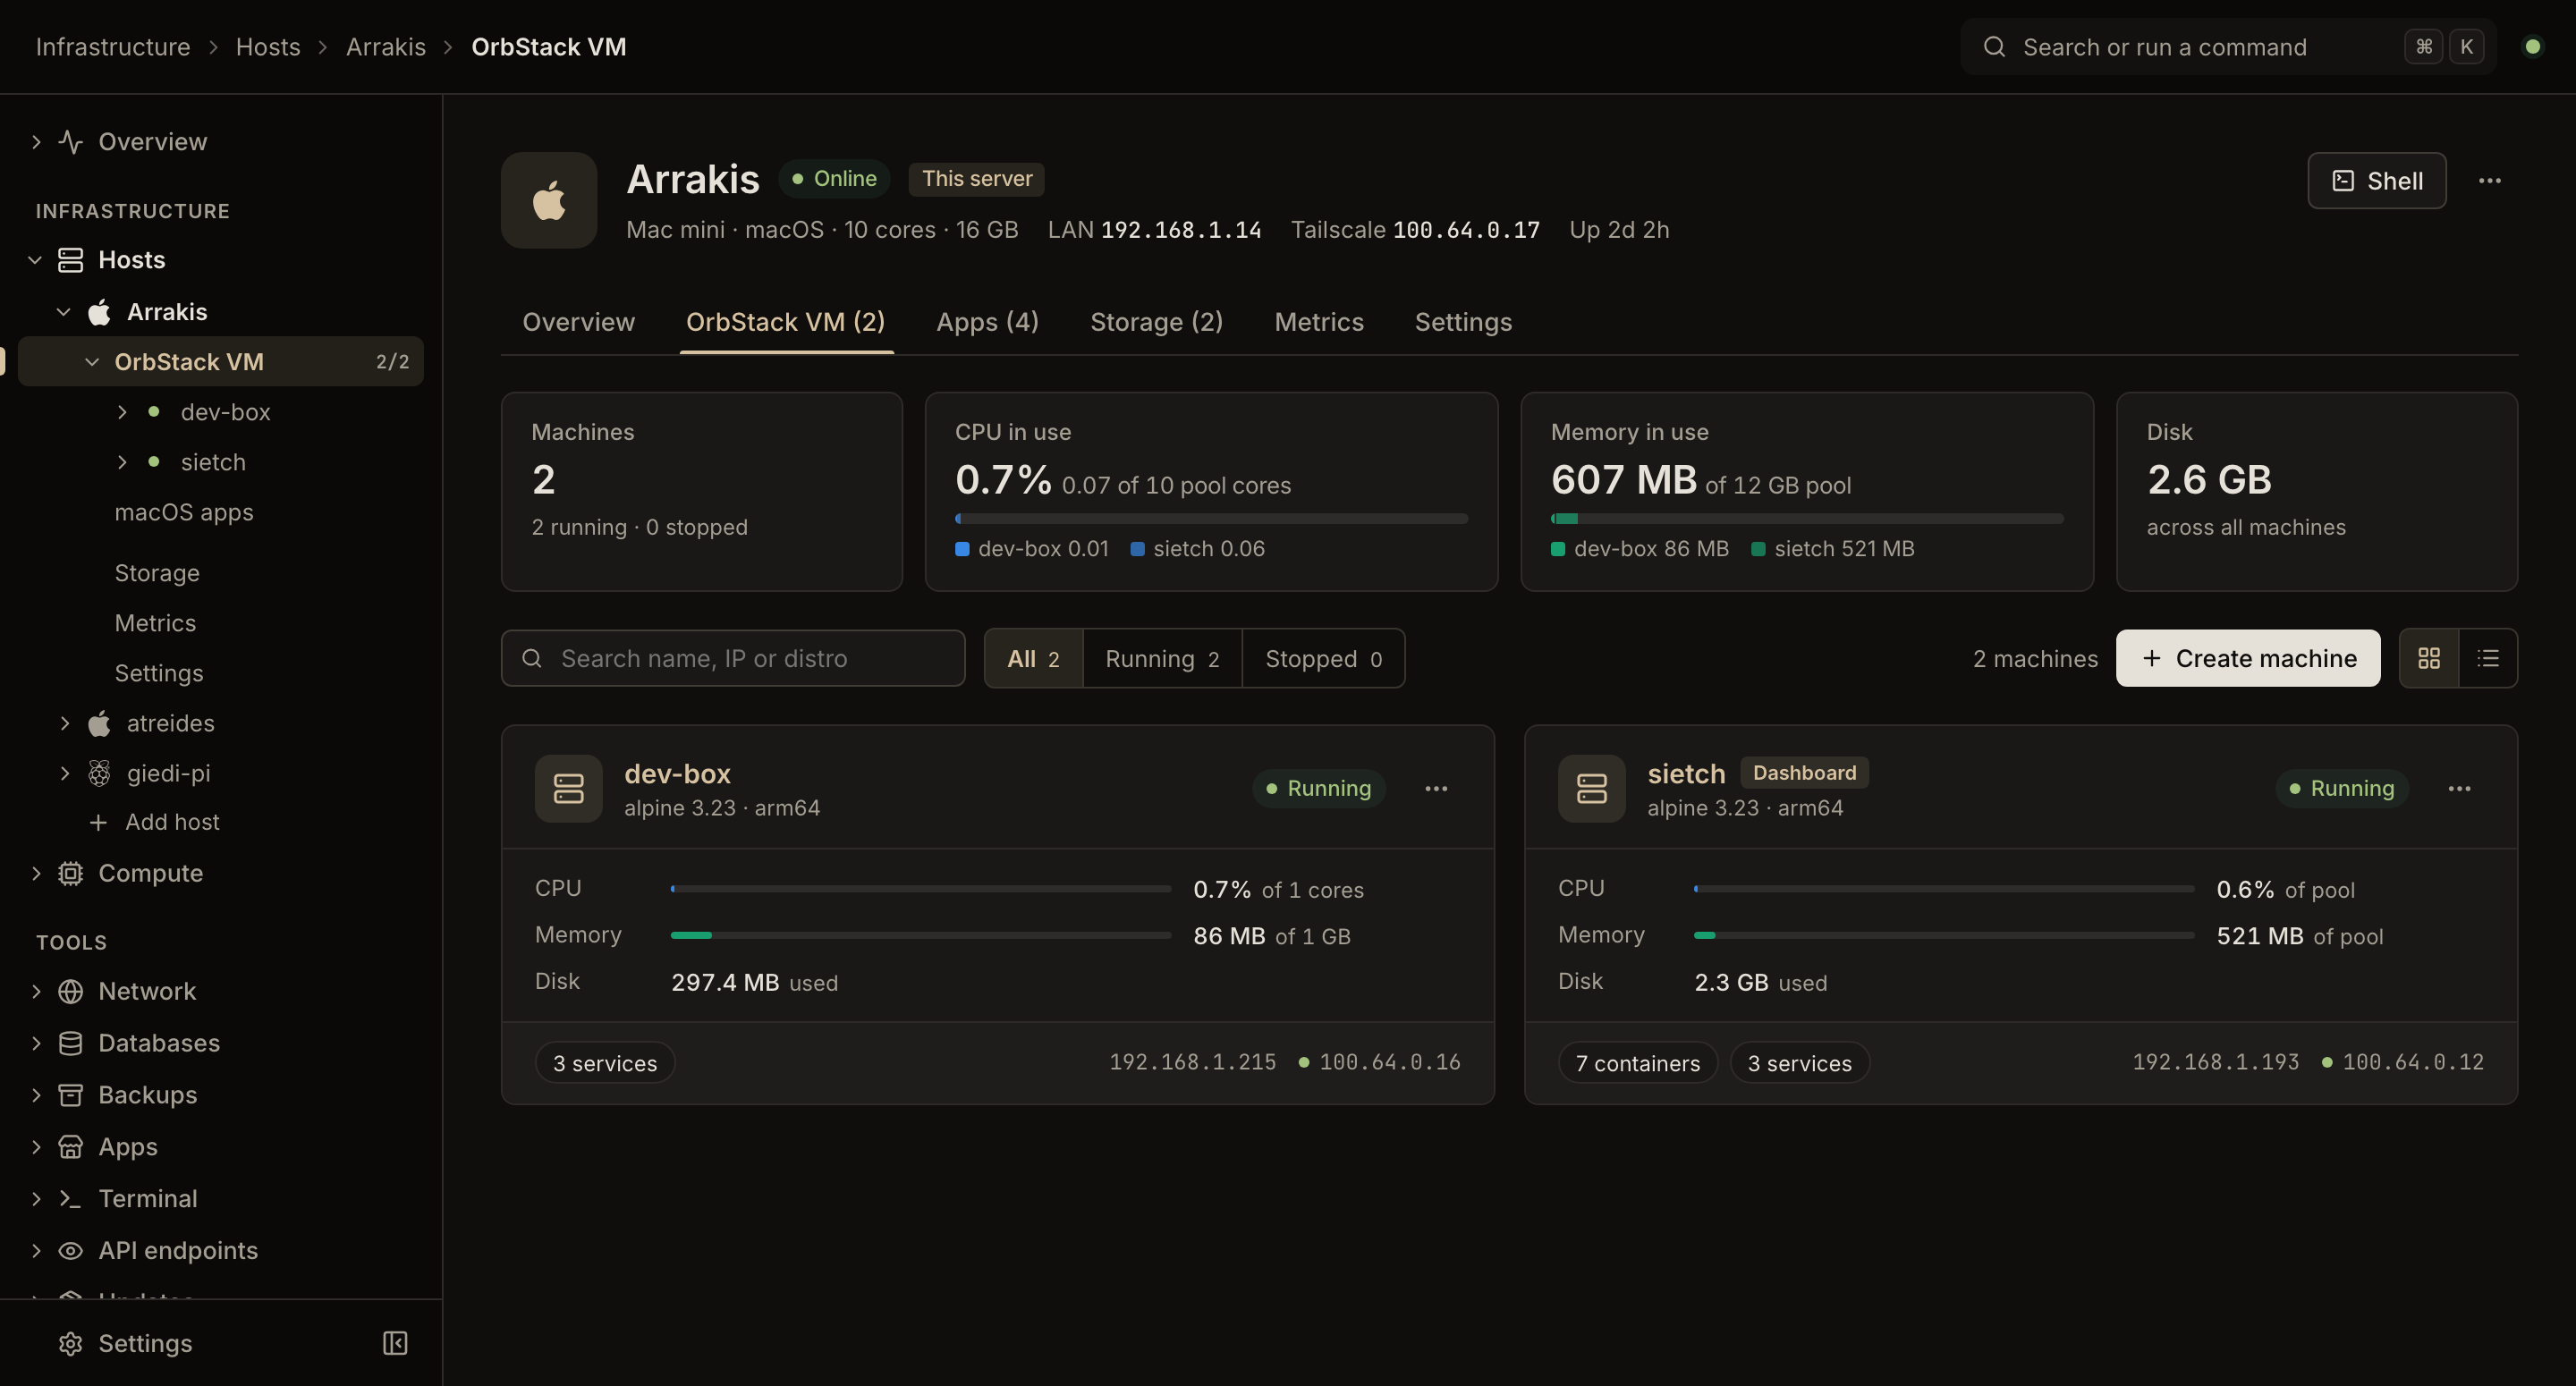 Infrastructure > Hosts > Arrakis > OrbStack VM
Search or run a command ⌘ K
Overview
INFRASTRUCTURE
Hosts
Arrakis
OrbStack VM 2/2
dev-box
sietch
macOS apps
Storage
Metrics
Settings
atreides
giedi-pi
Add host
Compute
TOOLS
Network
Databases
Backups
Apps
Terminal
API endpoints
Settings
Arrakis Online This server
Mac mini · macOS · 10 cores · 16 GB LAN 192.168.1.14 Tailscale 100.64.0.17 Up 2d 2h
Shell
Overview OrbStack VM (2) Apps (4) Storage (2) Metrics Settings
Machines
2
2 running · 0 stopped
CPU in use
0.7% 0.07 of 10 pool cores
dev-box 0.01 sietch 0.06
Memory in use
607 MB of 12 GB pool
dev-box 86 MB sietch 521 MB
Disk
2.6 GB
across all machines
Search name, IP or distro
All 2 Running 2 Stopped 0
2 machines
+ Create machine
dev-box
alpine 3.23 · arm64
Running
CPU 0.7% of 1 cores
Memory 86 MB of 1 GB
Disk 297.4 MB used
3 services 192.168.1.215 100.64.0.16
sietch Dashboard
alpine 3.23 · arm64
Running
CPU 0.6% of pool
Memory 521 MB of pool
Disk 2.3 GB used
7 containers 3 services 192.168.1.193 100.64.0.12